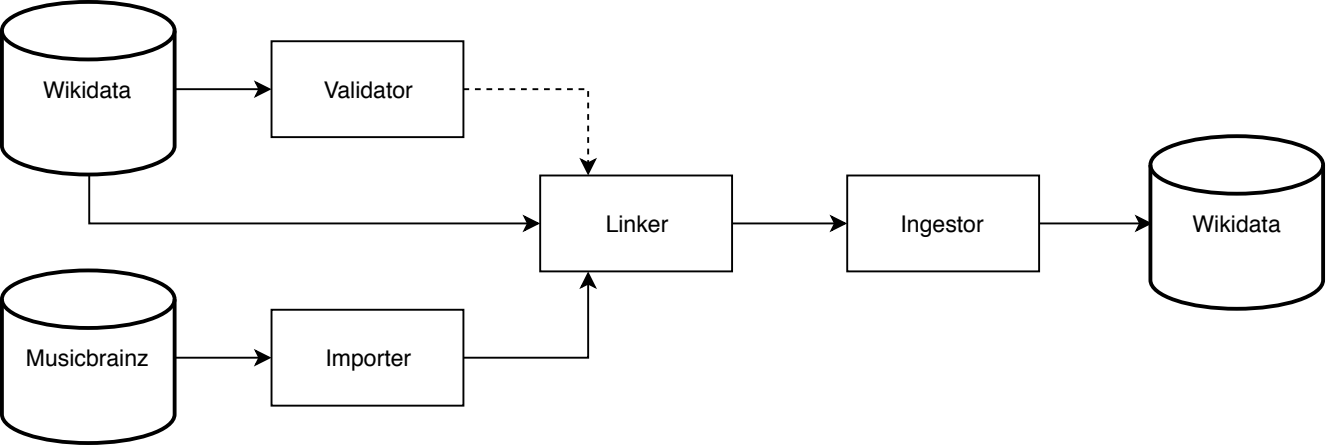 Wikidata
Validator
Linker
Ingestor
Wikidata
Musicbrainz
Importer